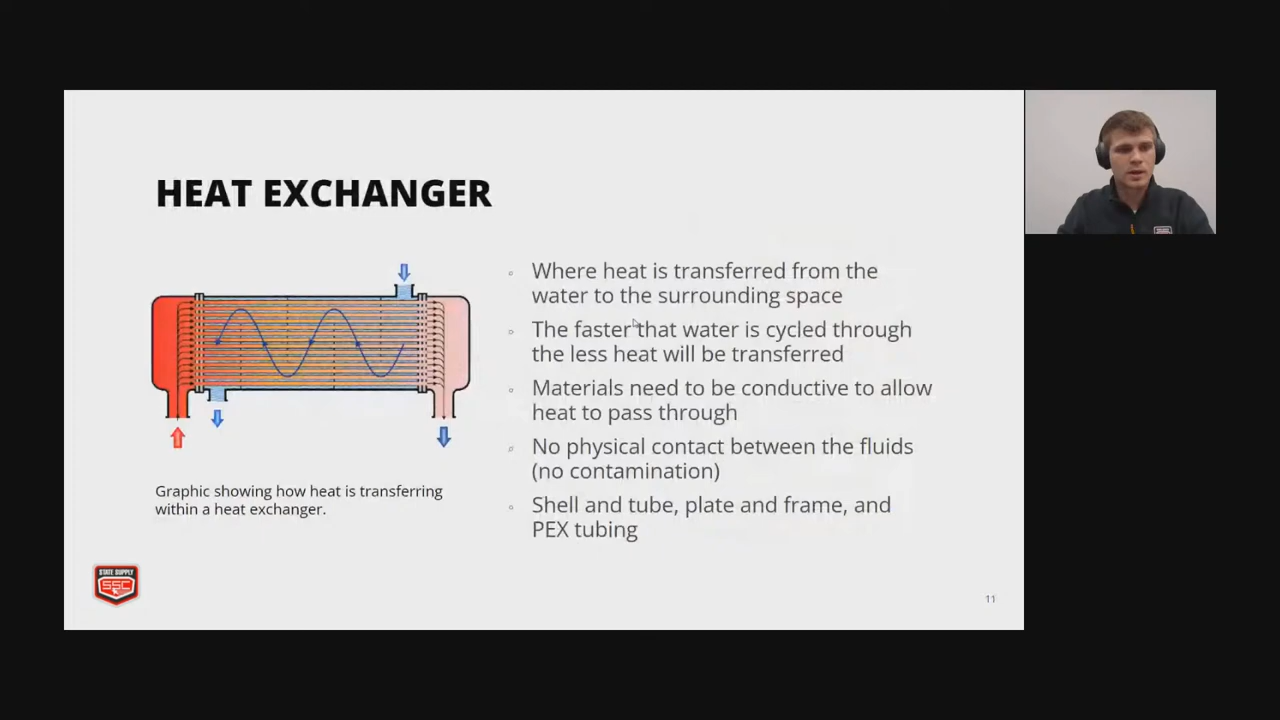 HEAT EXCHANGER
Where heat is transferred from the
water to the surrounding space
The faster that water is cycled through
the less heat will be transferred
Materials need to be conductive to allow
heat to pass through
No physical contact between the fluids
(no contamination)
Shell and tube, plate and frame, and
PEX tubing
Graphic showing how heat is transferring
within a heat exchanger.
STATE SUPPLY
SSC
11